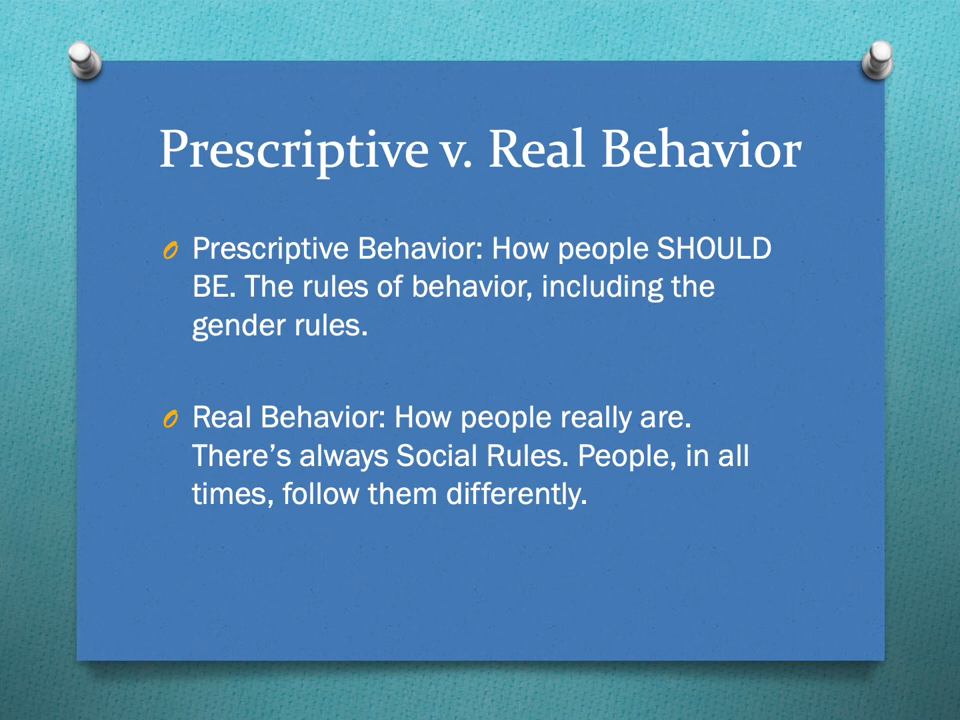 Prescriptive v. Real Behavior
Prescriptive Behavior: How people SHOULD
BE. The rules of behavior, including the
gender rules.
Real Behavior: How people really are.
There’s always Social Rules. People, in all
times, follow them differently.